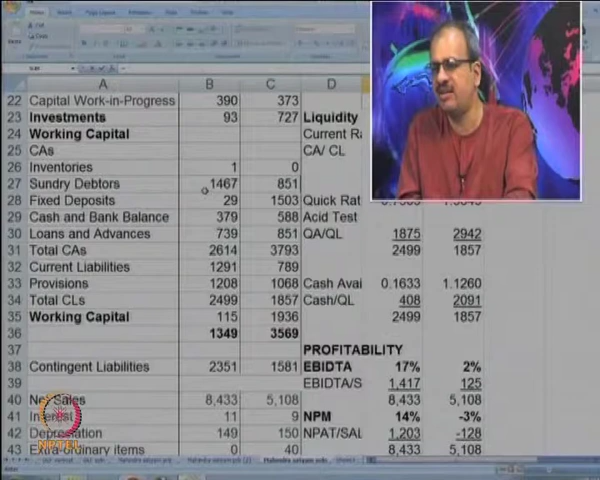 A B C D
22 Capital Work-in-Progress 390 373
23 Investments 93 727 Liquidity
24 Working Capital Current Ra
25 CAs CA/ CL
26 Inventories 1 0
27 Sundry Debtors 1467 851
28 Fixed Deposits 29 1503 Quick Rat
29 Cash and Bank Balance 379 588 Acid Test
30 Loans and Advances 739 851 QA/QL 1875 2942
31 Total CAs 2614 3793 2499 1857
32 Current Liabilities 1291 789
33 Provisions 1208 1068 Cash Avai 0.1633 1.1260
34 Total CLs 2499 1857 Cash/QL 408 2091
35 Working Capital 115 1936 2499 1857
36 1349 3569
37 PROFITABILITY
38 Contingent Liabilities 2351 1581 EBIDTA 17% 2%
39 EBIDTA/S 1,417 125
40 Net Sales 8,433 5,108 8,433 5,108
41 Interest 11 9 NPM 14% -3%
42 Depreciation 149 150 NPAT/SAL 1,203 -128
43 Extra-ordinary items 0 40 8,433 5,108
NPTEL